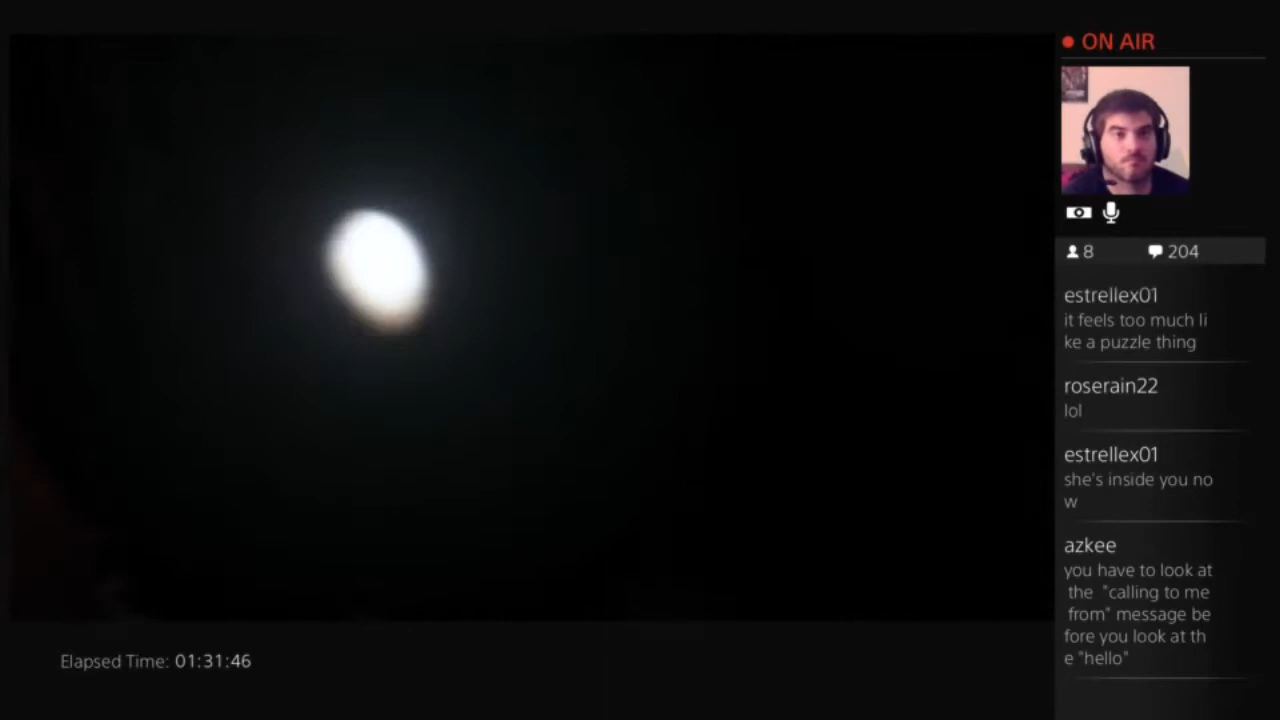 ON AIR
8 204
estrellex01
it feels too much li
ke a puzzle thing
roserain22
lol
estrellex01
she's inside you no
w
azkee
you have to look at
the "calling to me
from" message be
fore you look at th
e "hello"
Elapsed Time: 01:31:46